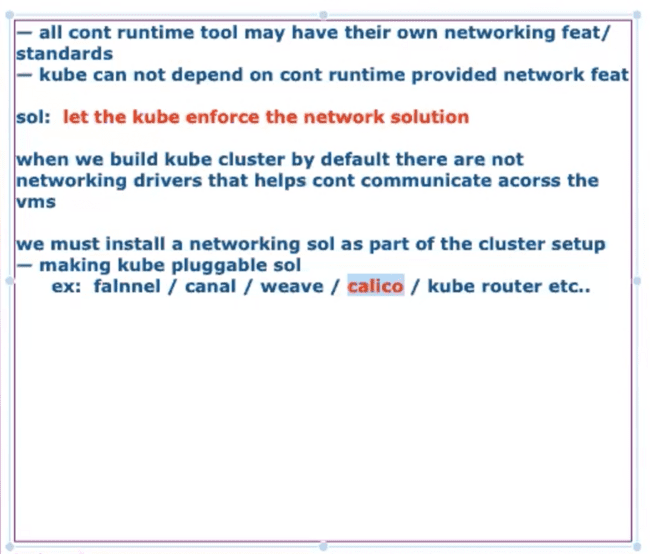 — all cont runtime tool may have their own networking feat/
standards
— kube can not depend on cont runtime provided network feat
sol:  let the kube enforce the network solution
when we build kube cluster by default there are not
networking drivers that helps cont communicate acorss the
vms
we must install a networking sol as part of the cluster setup
— making kube pluggable sol
ex:  falnnel / canal / weave / calico / kube router etc..